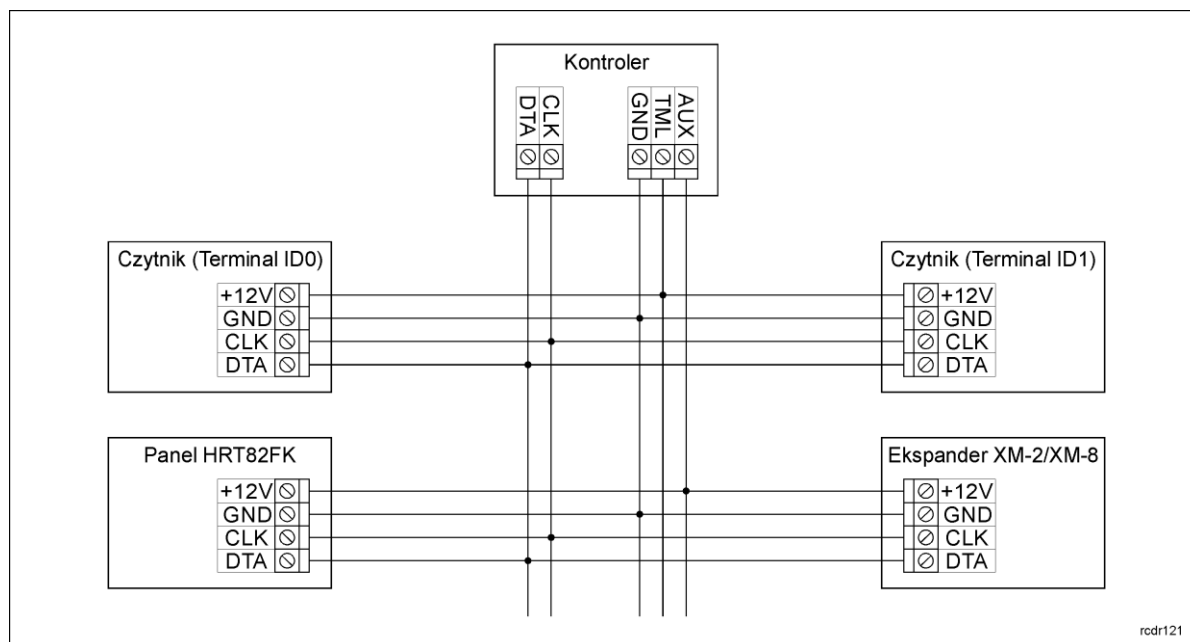 Kontroler
DTA CLK GND TML AUX
Czytnik (Terminal ID0)
+12V
GND
CLK
DTA
Czytnik (Terminal ID1)
+12V
GND
CLK
DTA
Panel HRT82FK
+12V
GND
CLK
DTA
Ekspander XM-2/XM-8
+12V
GND
CLK
DTA
rcdr121